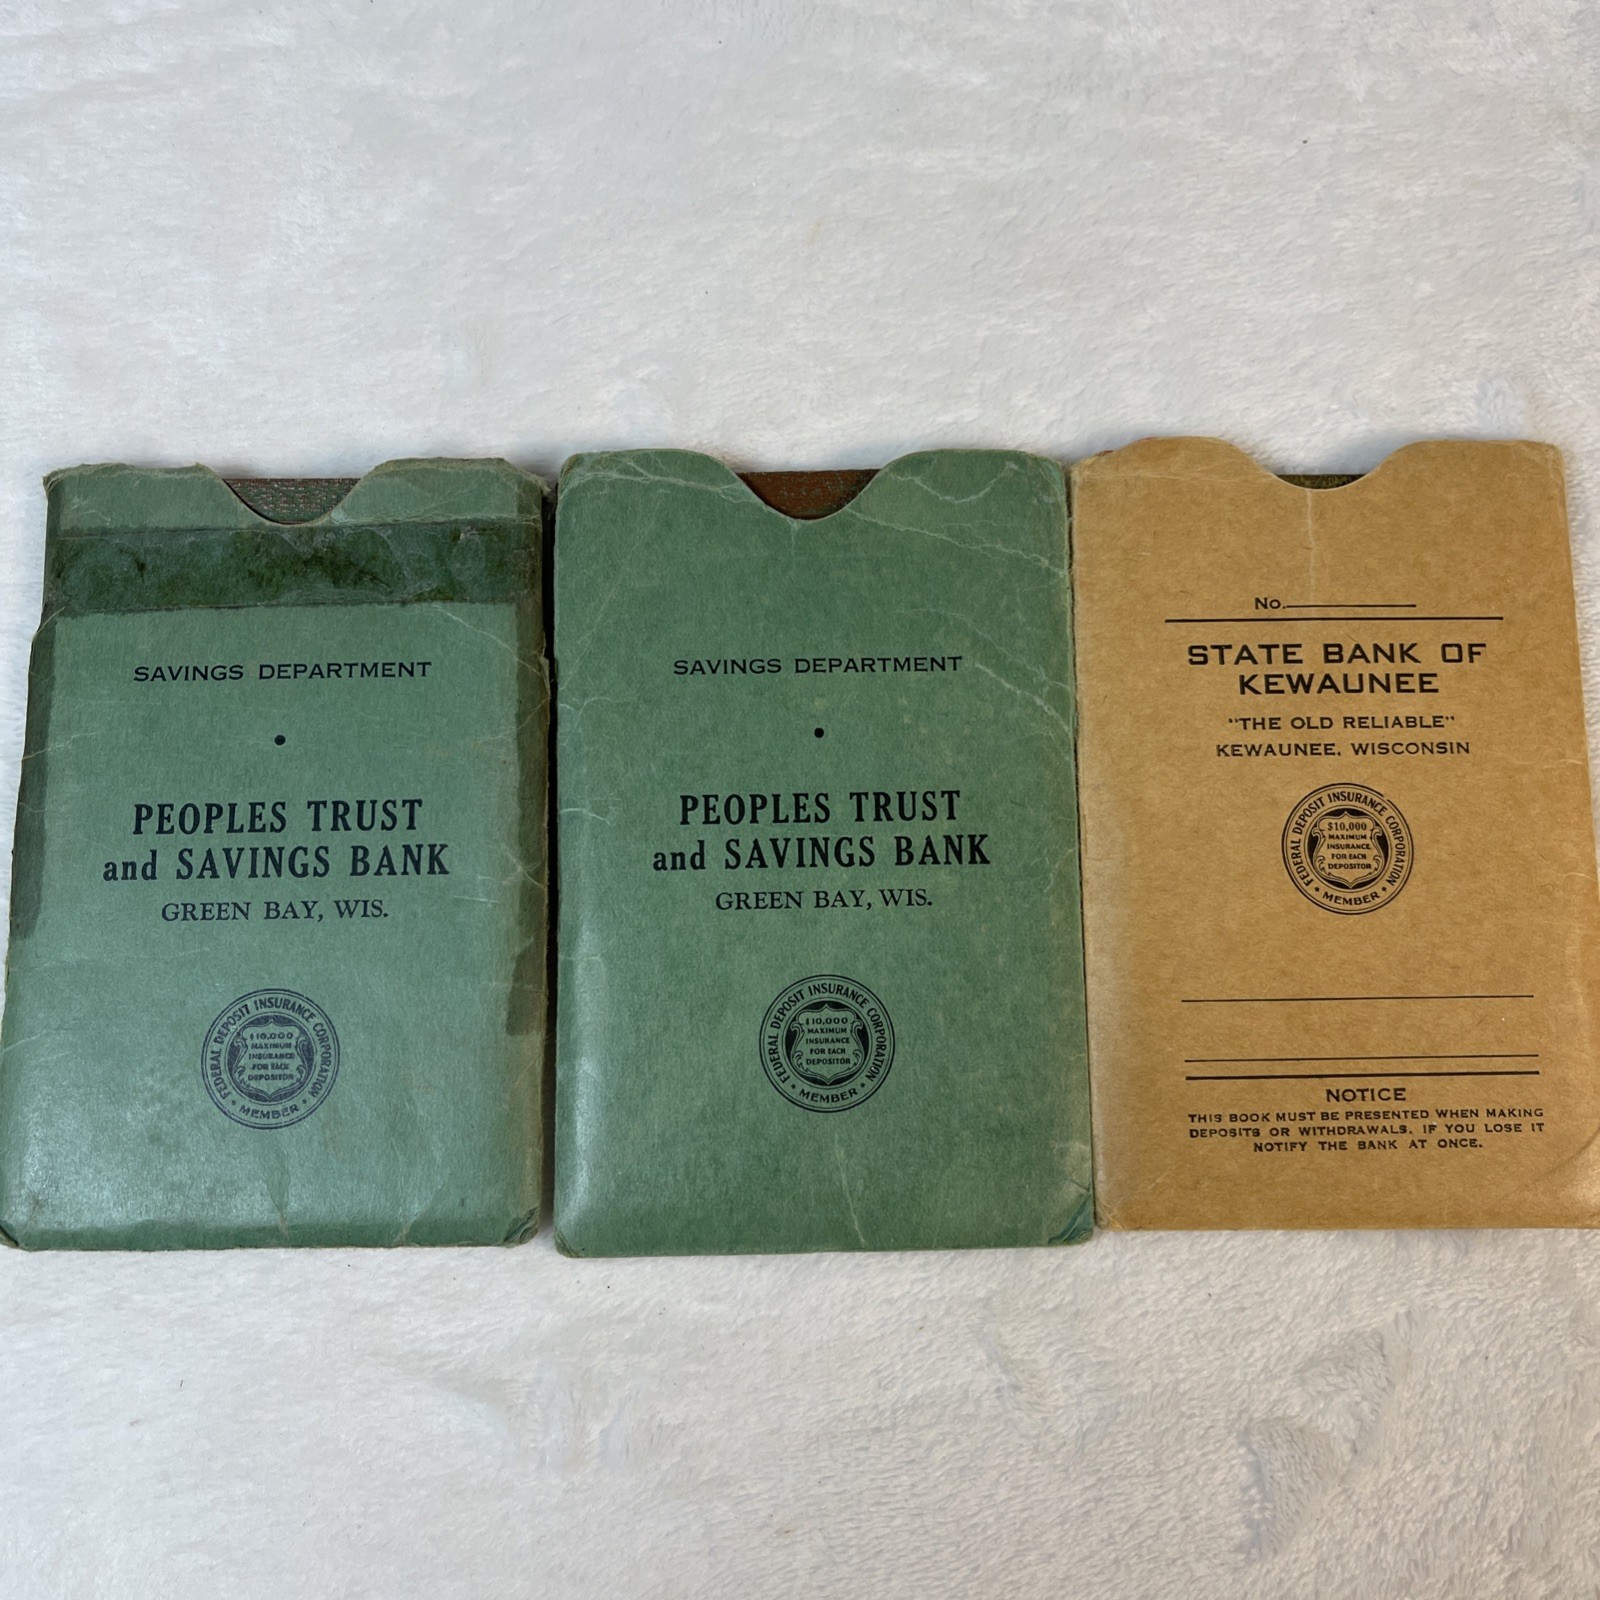 SAVINGS DEPARTMENT
•
PEOPLES TRUST
and SAVINGS BANK
GREEN BAY, WIS.
FEDERAL DEPOSIT INSURANCE CORPORATION
$10,000
MAXIMUM
INSURANCE
FOR EACH
DEPOSITOR
• MEMBER •
SAVINGS DEPARTMENT
•
PEOPLES TRUST
and SAVINGS BANK
GREEN BAY, WIS.
FEDERAL DEPOSIT INSURANCE CORPORATION
$10,000
MAXIMUM
INSURANCE
FOR EACH
DEPOSITOR
• MEMBER •
No.
STATE BANK OF
KEWAUNEE
"THE OLD RELIABLE"
KEWAUNEE, WISCONSIN
FEDERAL DEPOSIT INSURANCE CORPORATION
$10,000
MAXIMUM
INSURANCE
FOR EACH
DEPOSITOR
• MEMBER •
NOTICE
THIS BOOK MUST BE PRESENTED WHEN MAKING
DEPOSITS OR WITHDRAWALS. IF YOU LOSE IT
NOTIFY THE BANK AT ONCE.